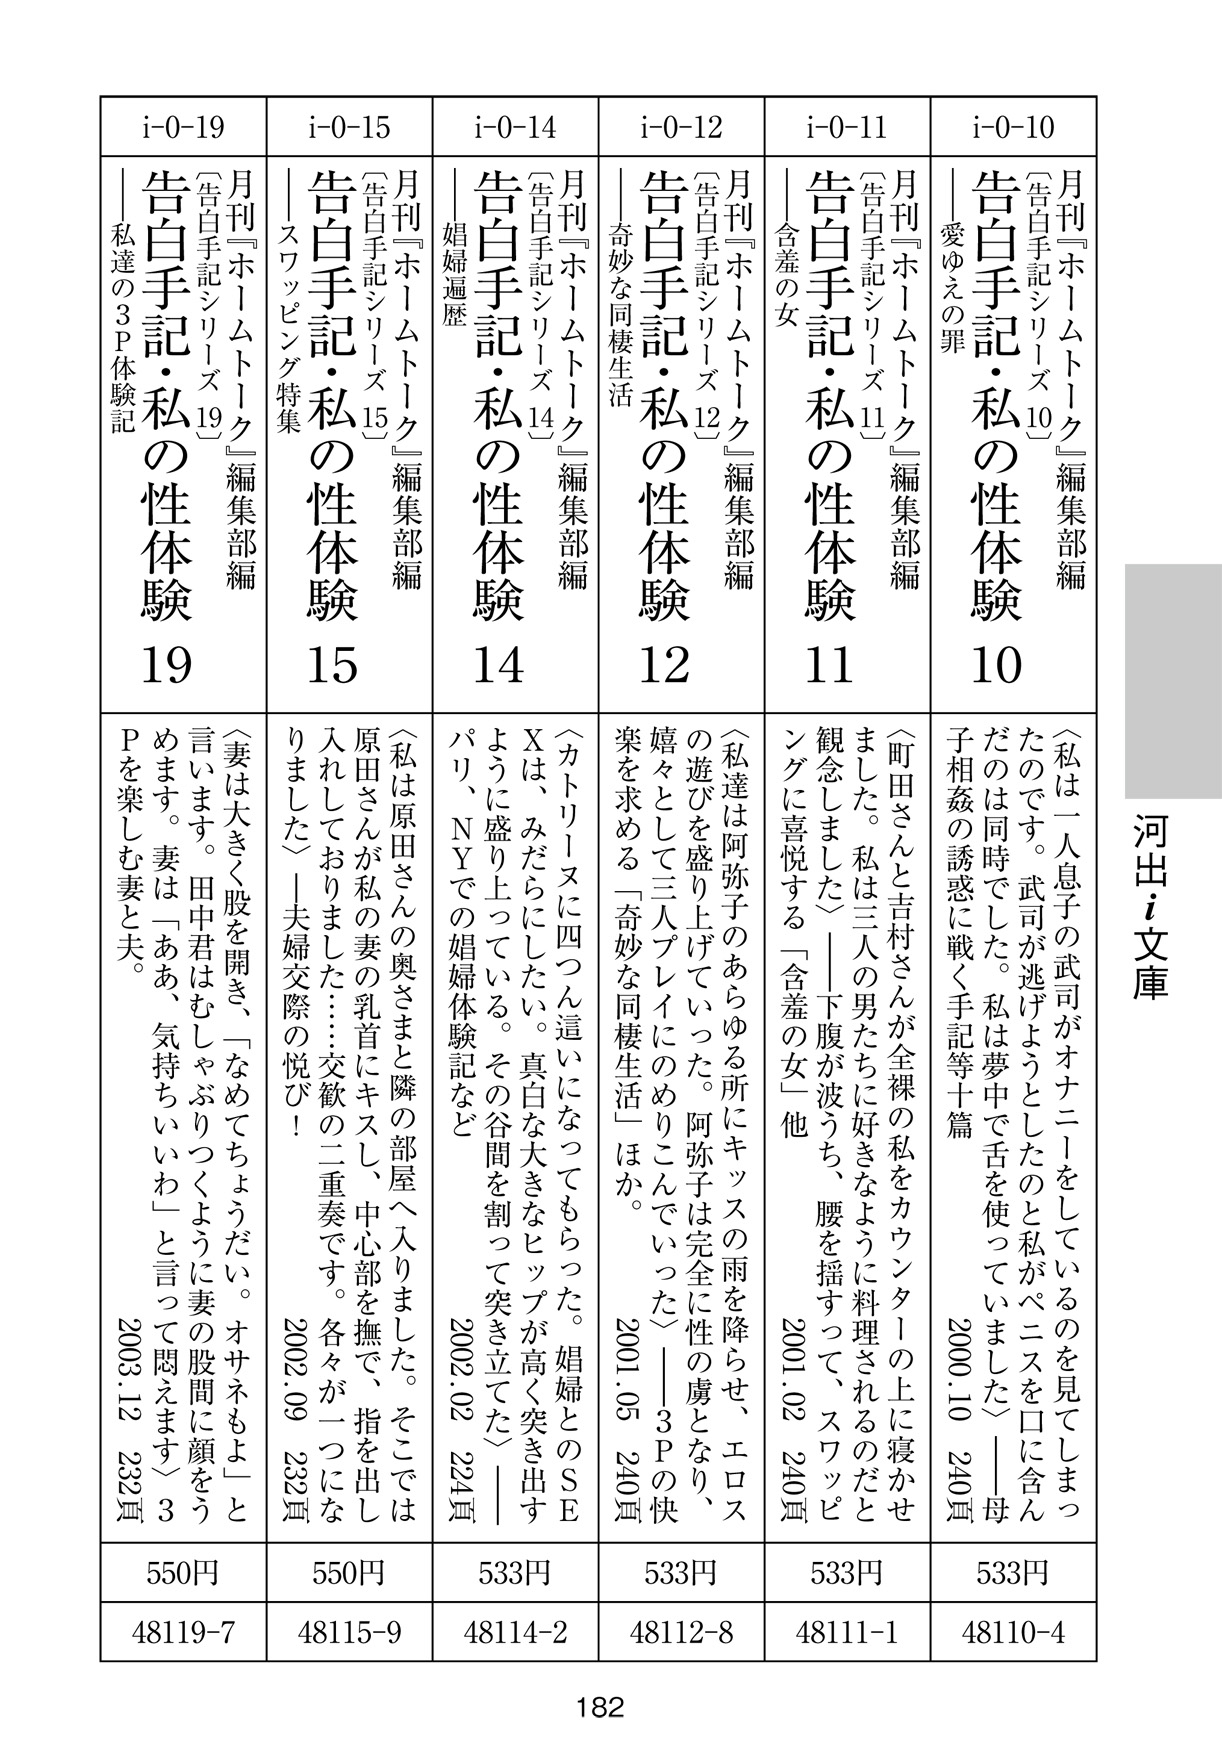 河出i文庫
i-0-10
月刊『ホームトーク』編集部編
〔告白手記シリーズ 10〕
告白手記・私の性体験 10
――愛ゆえの罪
〈私は一人息子の武司がオナニーをしているのを見てしまっ
たのです。武司が逃げようとしたのと私がペニスを口に含ん
だのは同時でした。私は夢中で舌を使っていました〉――母
子相姦の誘惑に戦く手記等十篇
2000.10 240頁
533円
48110-4
i-0-11
月刊『ホームトーク』編集部編
〔告白手記シリーズ 11〕
告白手記・私の性体験 11
――含羞の女
〈町田さんと吉村さんが全裸の私をカウンターの上に寝かせ
ました。私は三人の男たちに好きなように料理されるのだと
観念しました〉――下腹が波うち、腰を揺すって、スワッピ
ングに喜悦する「含羞の女」他
2001.02 240頁
533円
48111-1
i-0-12
月刊『ホームトーク』編集部編
〔告白手記シリーズ 12〕
告白手記・私の性体験 12
――奇妙な同棲生活
〈私達は阿弥子のあらゆる所にキッスの雨を降らせ、エロス
の遊びを盛り上げていった。阿弥子は完全に性の虜となり、
嬉々として三人プレイにのめりこんでいった〉――3Pの快
楽を求める「奇妙な同棲生活」ほか。
2001.05 240頁
533円
48112-8
i-0-14
月刊『ホームトーク』編集部編
〔告白手記シリーズ 14〕
告白手記・私の性体験 14
――娼婦遍歴
〈カトリーヌに四つん這いになってもらった。娼婦とのSE
Xは、みだらにしたい。真白な大きなヒップが高く突き出す
ように盛り上っている。その谷間を割って突き立てた〉――
パリ、NYでの娼婦体験記など
2002.02 224頁
533円
48114-2
i-0-15
月刊『ホームトーク』編集部編
〔告白手記シリーズ 15〕
告白手記・私の性体験 15
――スワッピング特集
〈私は原田さんの奥さまと隣の部屋へ入りました。そこでは
原田さんが私の妻の乳首にキスし、中心部を撫で、指を出し
入れしておりました……交歓の二重奏です。各々が一つにな
りました〉―夫婦交際の悦び！
2002.09 232頁
550円
48115-9
i-0-19
月刊『ホームトーク』編集部編
〔告白手記シリーズ 19〕
告白手記・私の性体験 19
――私達の3P体験記
〈妻は大きく股を開き、「なめてちょうだい。オサネもよ」と
言います。田中君はむしゃぶりつくように妻の股間に顔をう
めます。妻は「ああ、気持ちいいわ」と言って悶えます〉3
Pを楽しむ妻と夫。
2003.12 232頁
550円
48119-7
182